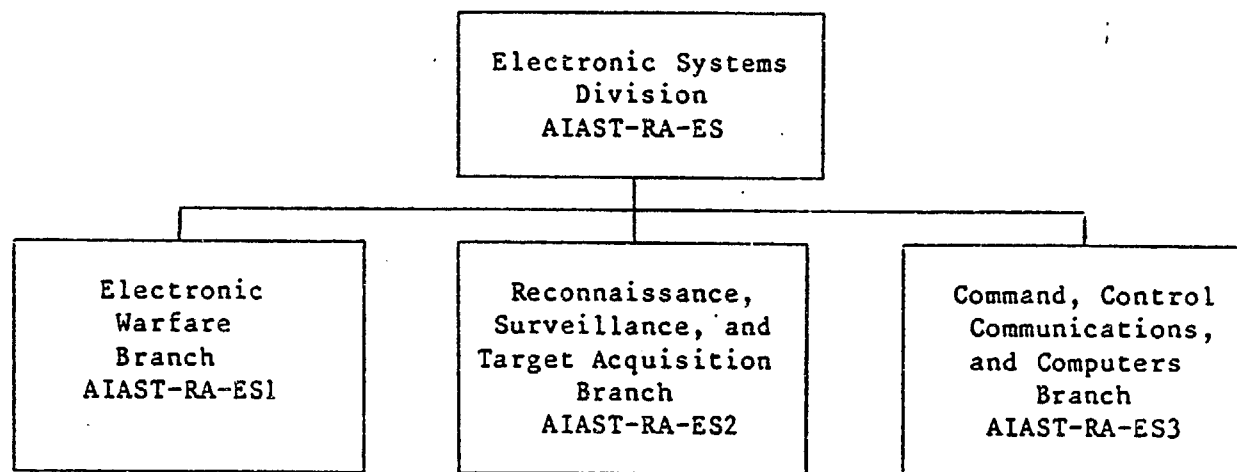 Electronic Systems
Division
AIAST-RA-ES
Electronic
Warfare
Branch
AIAST-RA-ES1
Reconnaissance,
Surveillance, and
Target Acquisition
Branch
AIAST-RA-ES2
Command, Control
Communications,
and Computers
Branch
AIAST-RA-ES3